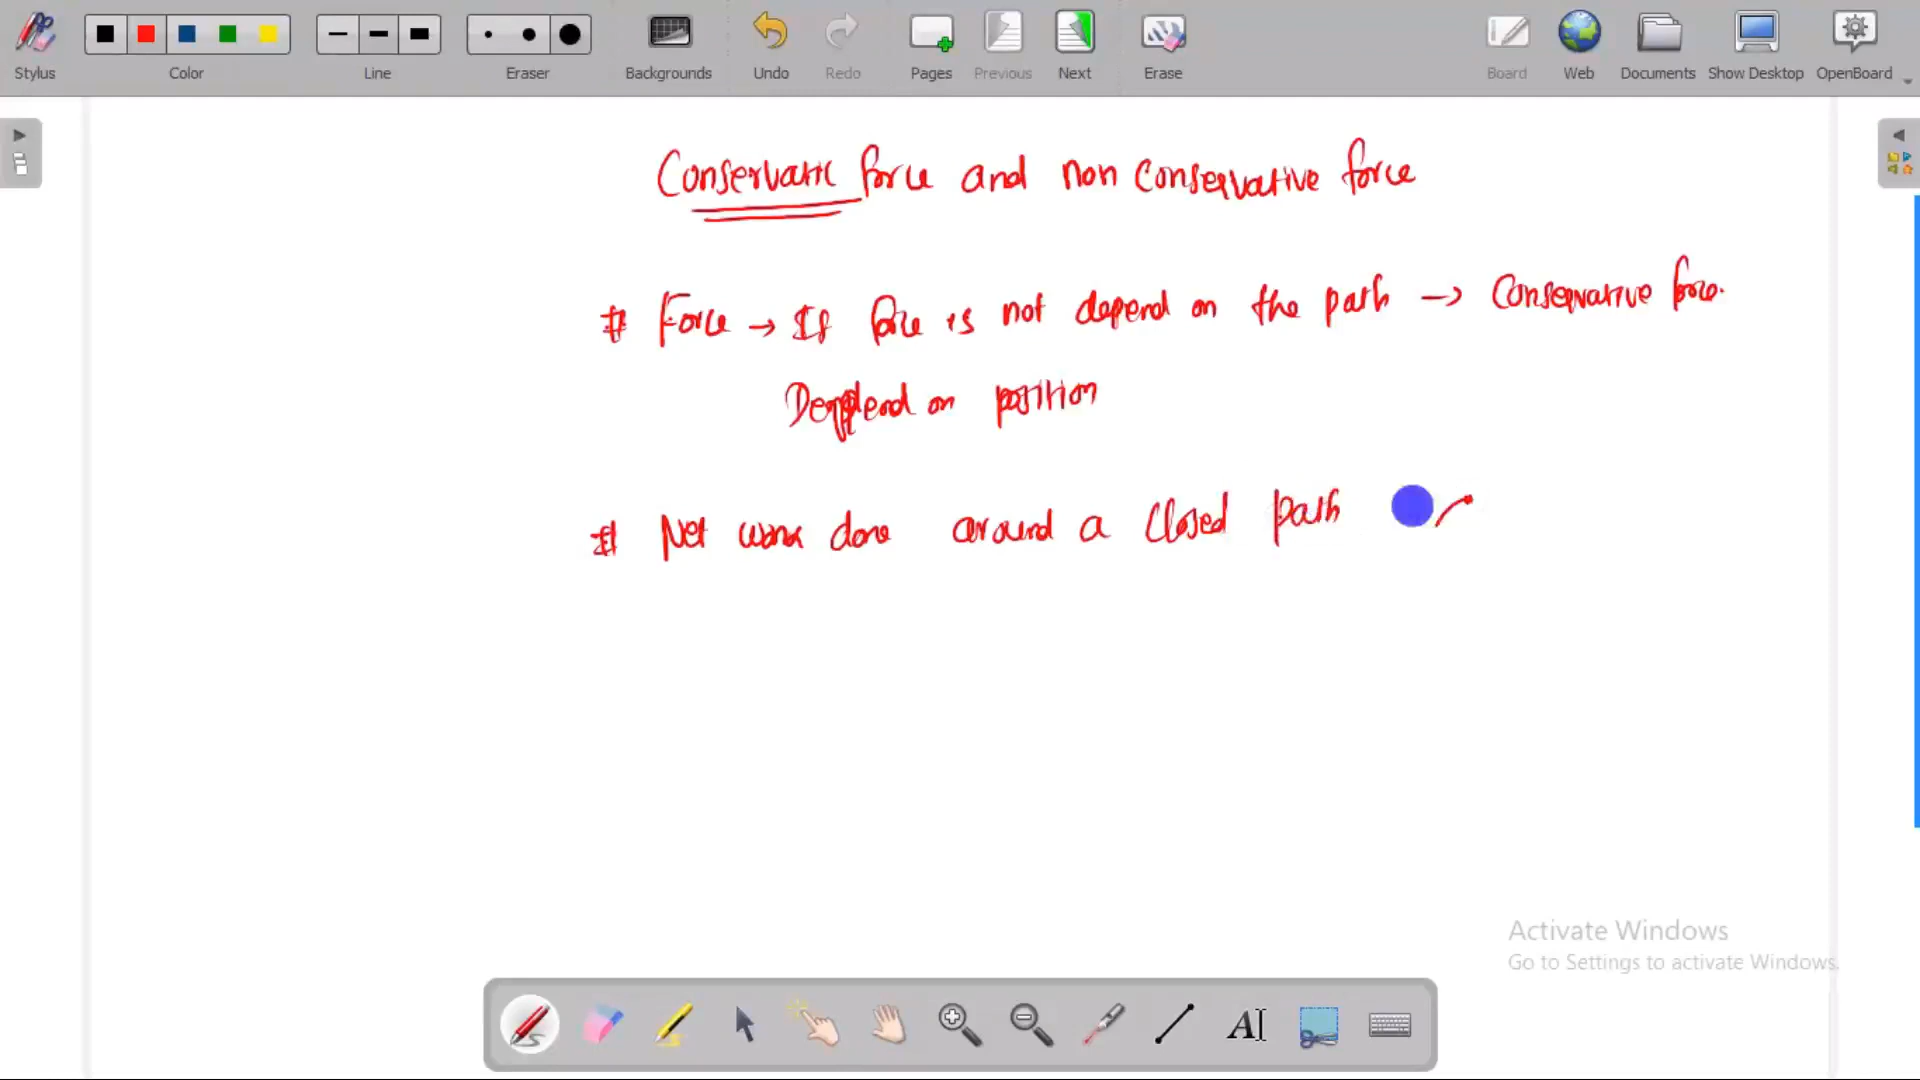 Stylus
Color
Line
Eraser
Backgrounds
Undo
Redo
Pages
Previous
Next
Erase
Board
Web
Documents
Show Desktop
OpenBoard
Conservatic force and non Conservative force
# Force → If force is not depend on the path → Conservative force.
Depplend on position
# Net work done around a closed path
Activate Windows
Go to Settings to activate Windows.